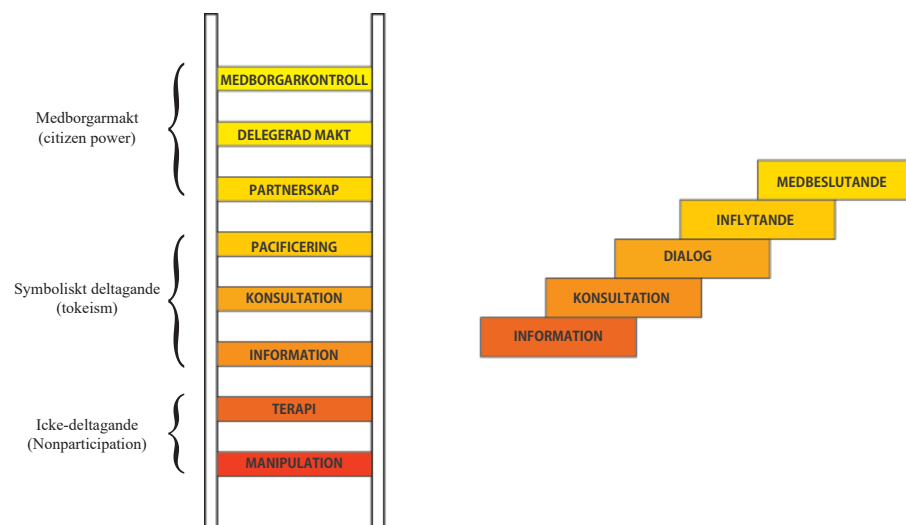 MEDBORGARKONTROLL
Medborgarmakt
(citizen power)
DELEGERAD MAKT
PARTNERSKAP
PACIFICERING
Symboliskt deltagande
(tokeism)
KONSULTATION
INFORMATION
TERAPI
Icke-deltagande
(Nonparticipation)
MANIPULATION
MEDBESLUTANDE
INFLYTANDE
DIALOG
KONSULTATION
INFORMATION